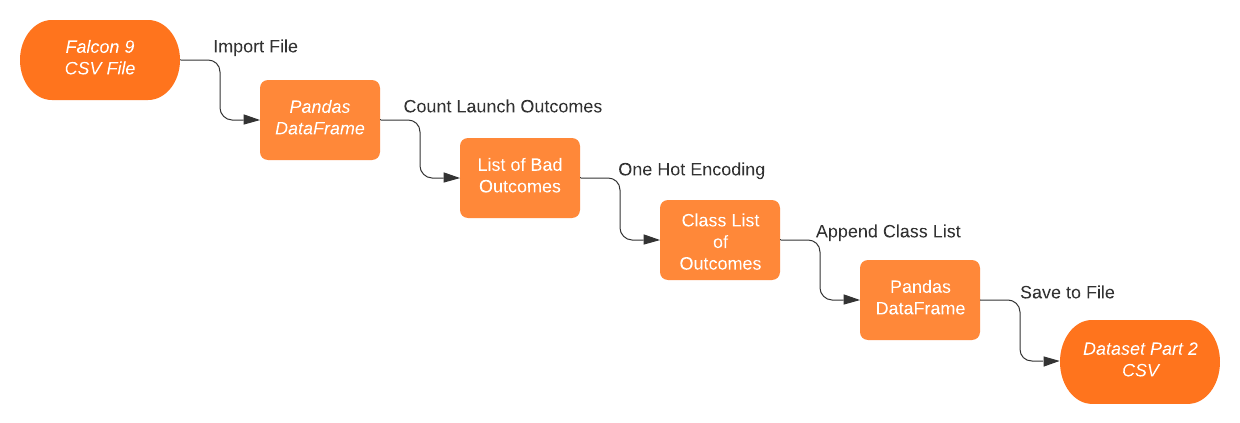 Falcon 9
CSV File
Import File
Pandas
DataFrame
Count Launch Outcomes
List of Bad
Outcomes
One Hot Encoding
Class List
of
Outcomes
Append Class List
Pandas
DataFrame
Save to File
Dataset Part 2
CSV